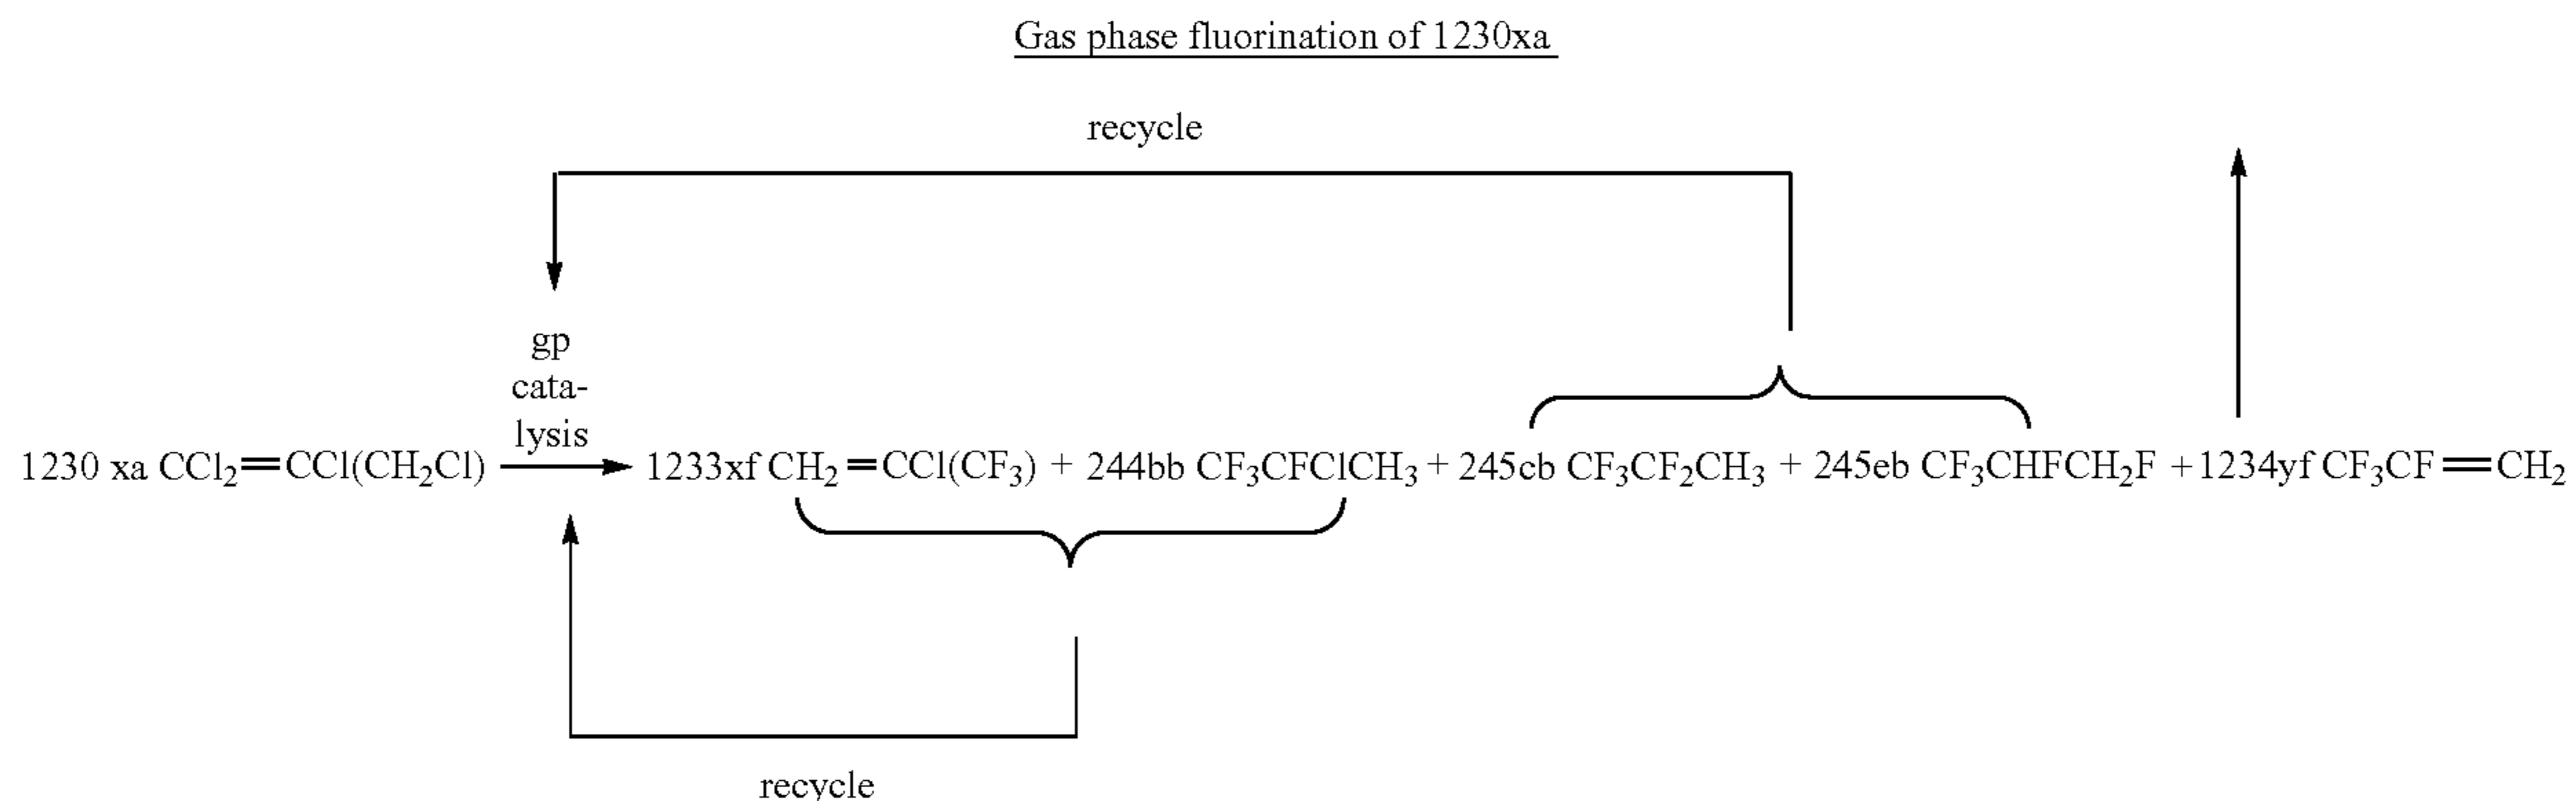 Gas phase fluorination of 1230xa
recycle
gp
cata-
lysis
1230 xa CCl₂=CCl(CH₂Cl) 1233xf CH₂=CCl(CF₃) + 244bb CF₃CFClCH₃ + 245cb CF₃CF₂CH₃ + 245eb CF₃CHFCH₂F +1234yf CF₃CF=CH₂
recycle